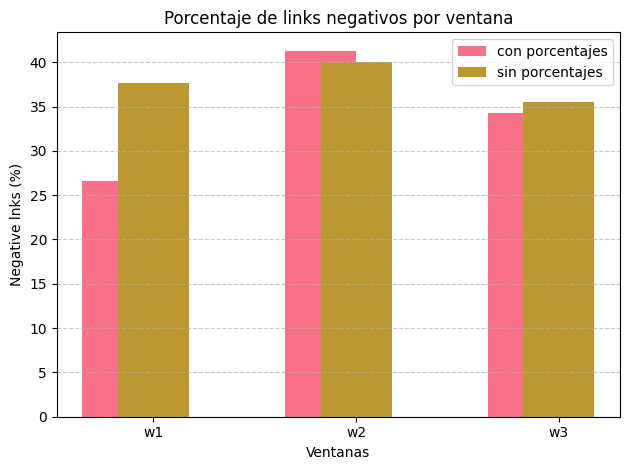 Porcentaje de links negativos por ventana
con porcentajes
sin porcentajes
Negative lnks (%)
40
35
30
25
20
15
10
5
0
w1
w2
w3
Ventanas